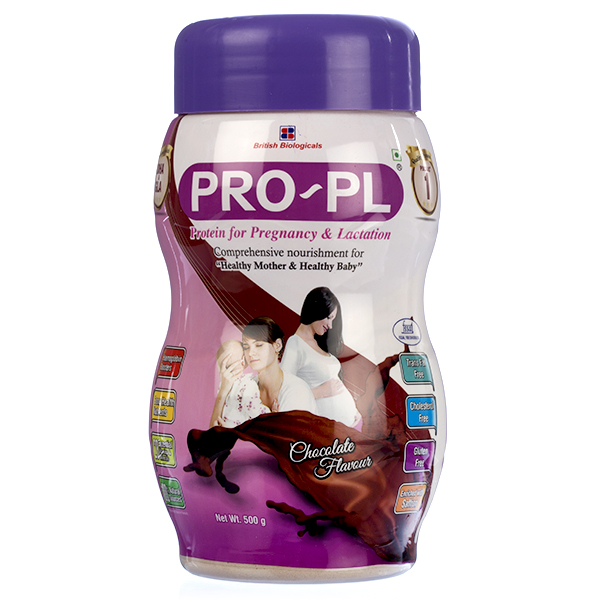 British Biologicals
PRO~PL®
Protein for Pregnancy & Lactation
Comprehensive nourishment for
"Healthy Mother & Healthy Baby"
1
Trans Fat
Free
Cholesterol
Free
Gluten
Free
Chocolate
Flavour
Net Wt. 500 g